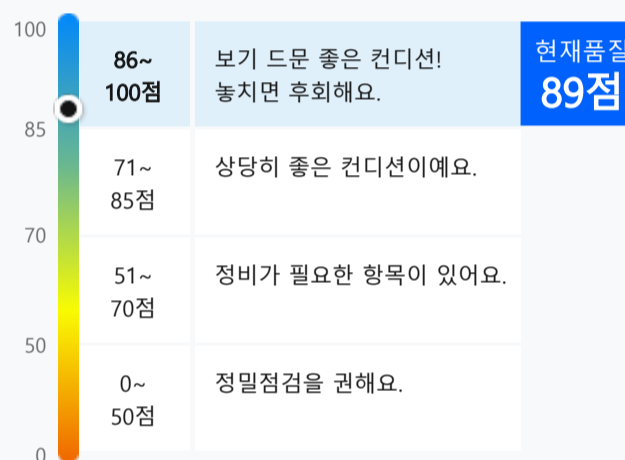 100
86~
100점
보기 드문 좋은 컨디션!
놓치면 후회해요.
현재품질
89점
85
71~
85점
상당히 좋은 컨디션이예요.
70
51~
70점
정비가 필요한 항목이 있어요.
50
0~
50점
정밀점검을 권해요.
0